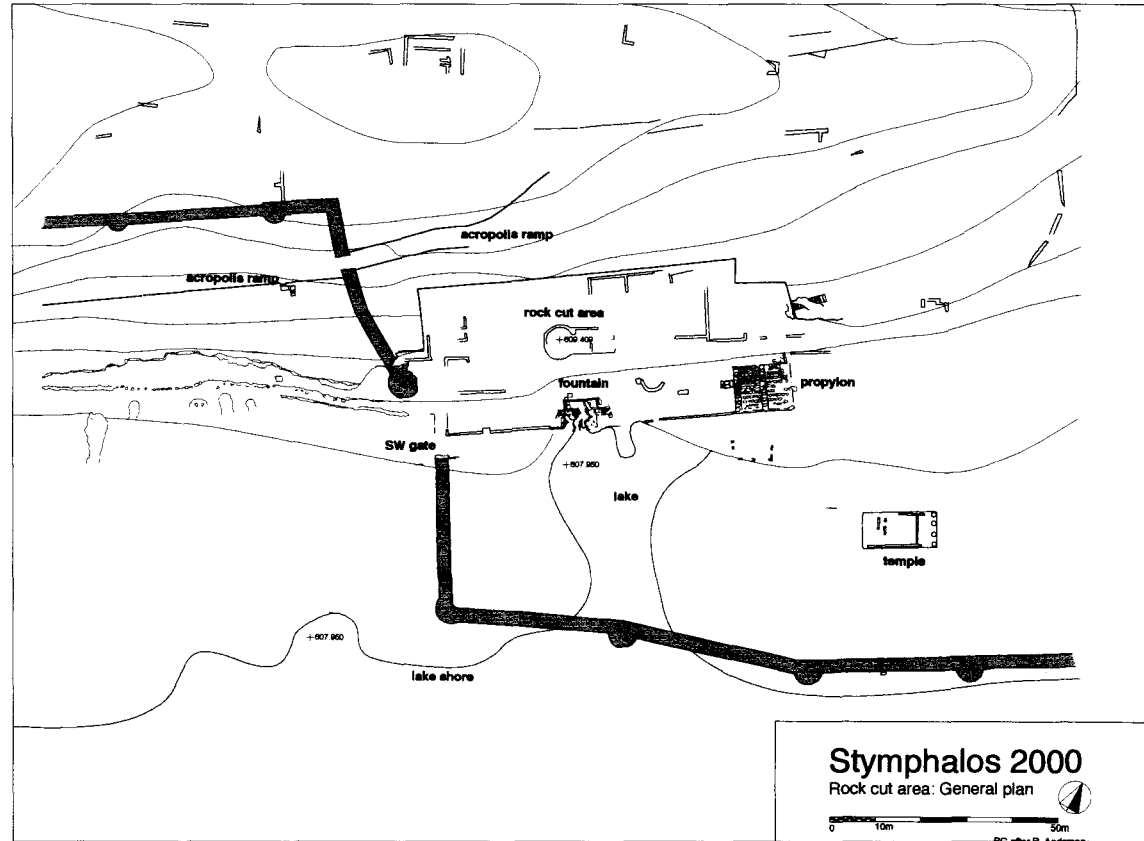 acropolis ramp
acropolis ramp
rock cut area
+609.409
fountain
propylon
SW gate
+607.950
lake
temple
+607.950
lake shore
Stymphalos 2000
Rock cut area: General plan
0 10m 50m